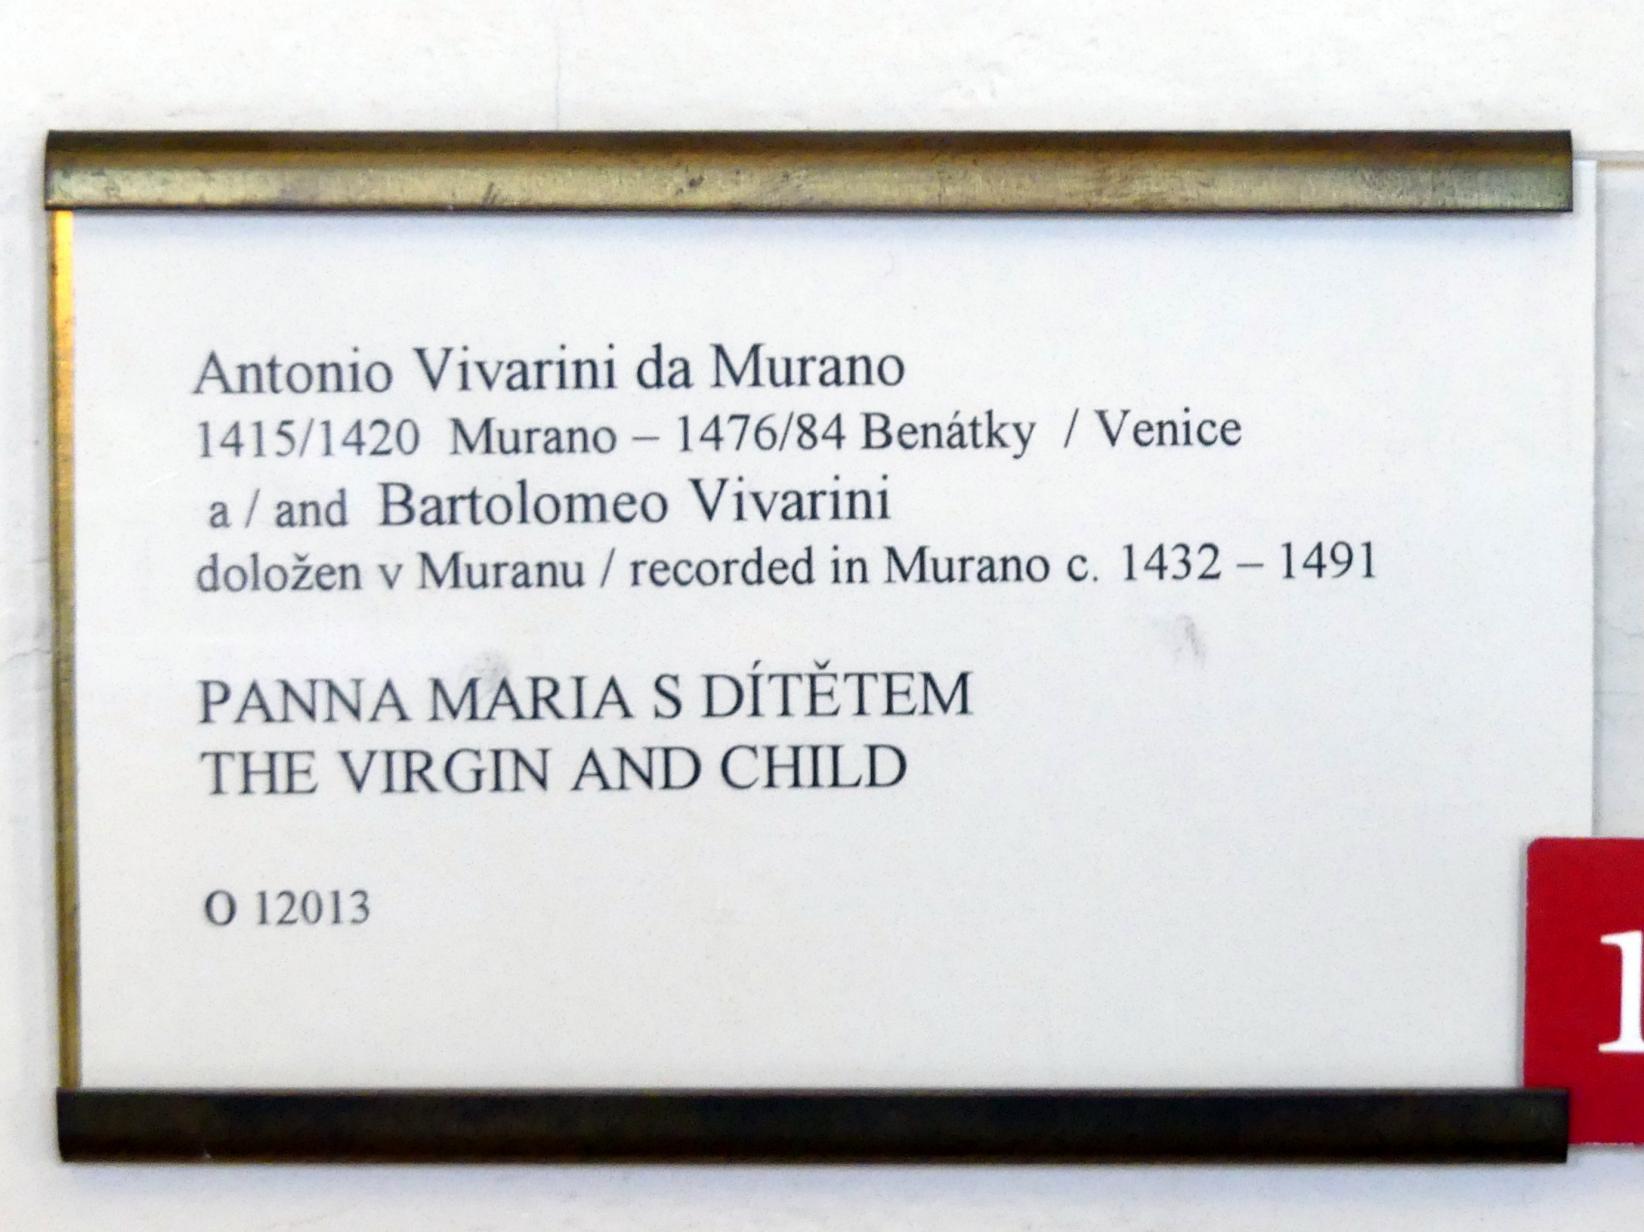 Antonio Vivarini da Murano
1415/1420 Murano – 1476/84 Benátky / Venice
a / and Bartolomeo Vivarini
doložen v Muranu / recorded in Murano c. 1432 – 1491
PANNA MARIA S DÍTĚTEM
THE VIRGIN AND CHILD
O 12013
1